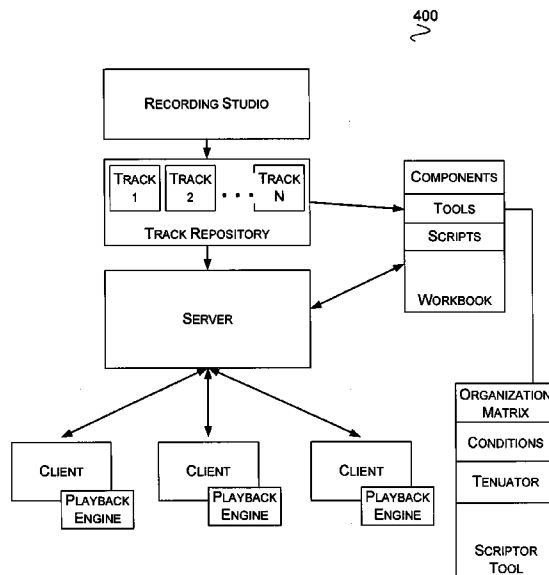 400
RECORDING STUDIO
TRACK
1
TRACK
2
TRACK
N
TRACK REPOSITORY
COMPONENTS
TOOLS
SCRIPTS
WORKBOOK
SERVER
CLIENT
PLAYBACK
ENGINE
CLIENT
PLAYBACK
ENGINE
CLIENT
PLAYBACK
ENGINE
ORGANIZATION
MATRIX
CONDITIONS
TENUATOR
SCRIPTOR
TOOL